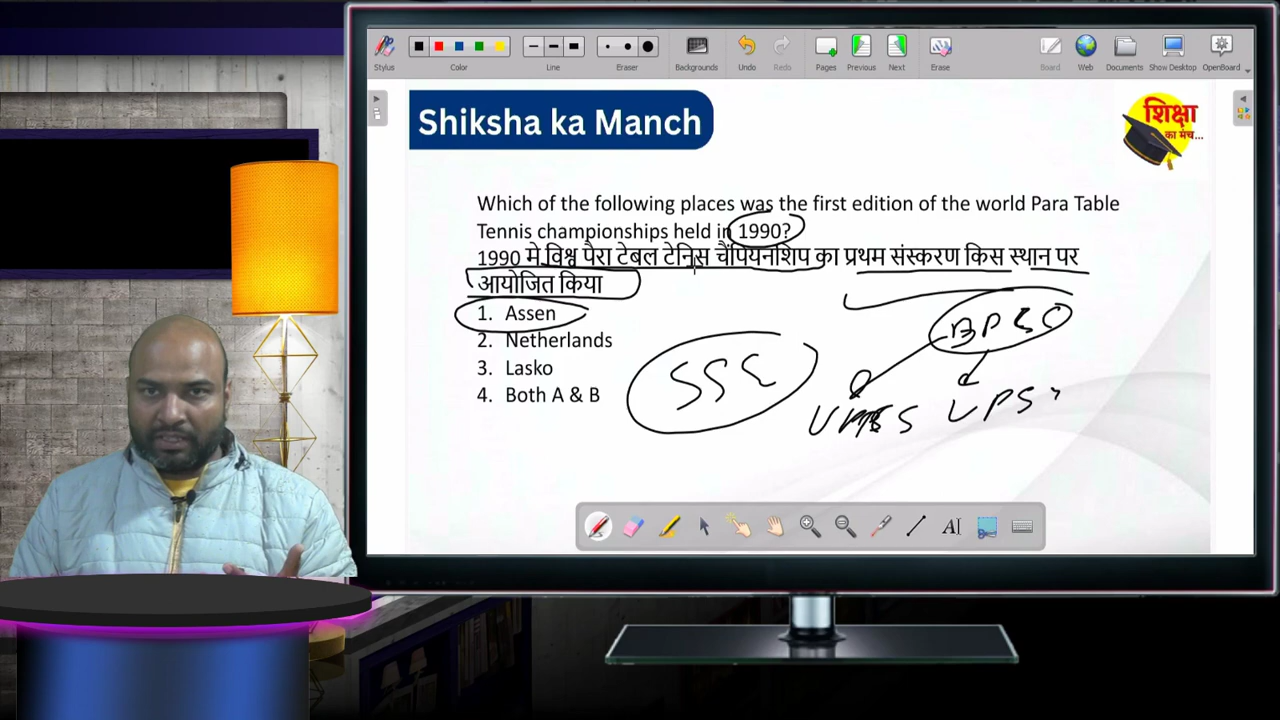 Stylus
Color
Line
Eraser
Backgrounds
Undo
Redo
Pages
Previous
Next
Erase
Board
Web
Documents
Show Desktop
OpenBoard
Shiksha ka Manch
शिक्षा
का मंच...
Which of the following places was the first edition of the world Para Table
Tennis championships held in 1990?
1990 मे विश्व पैरा टेबल टेनिस चैंपियनशिप का प्रथम संस्करण किस स्थान पर
आयोजित किया
1. Assen
2. Netherlands
3. Lasko
4. Both A & B
BPSC
SSC
AI